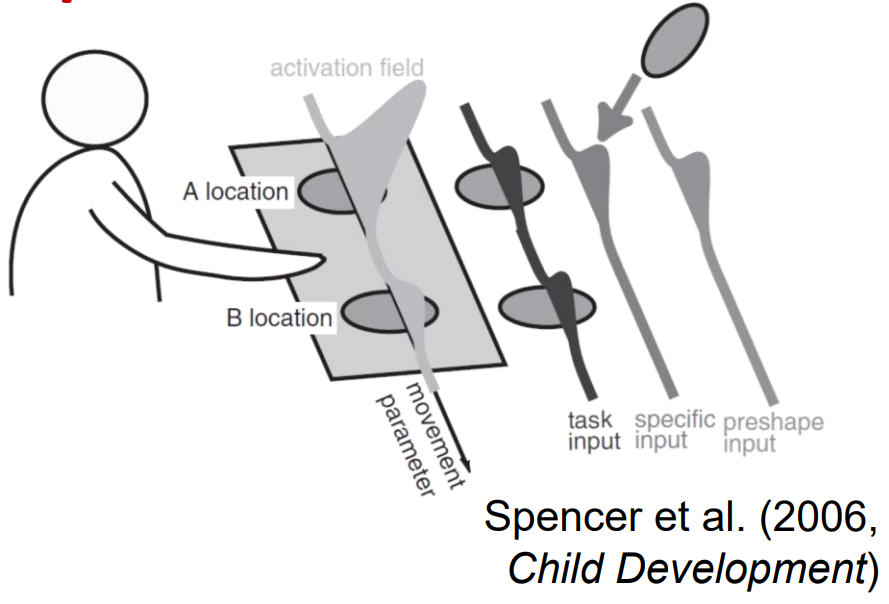 activation field
A location
B location
movement
parameter
task
input
specific
input
preshape
input
Spencer et al. (2006,
Child Development)